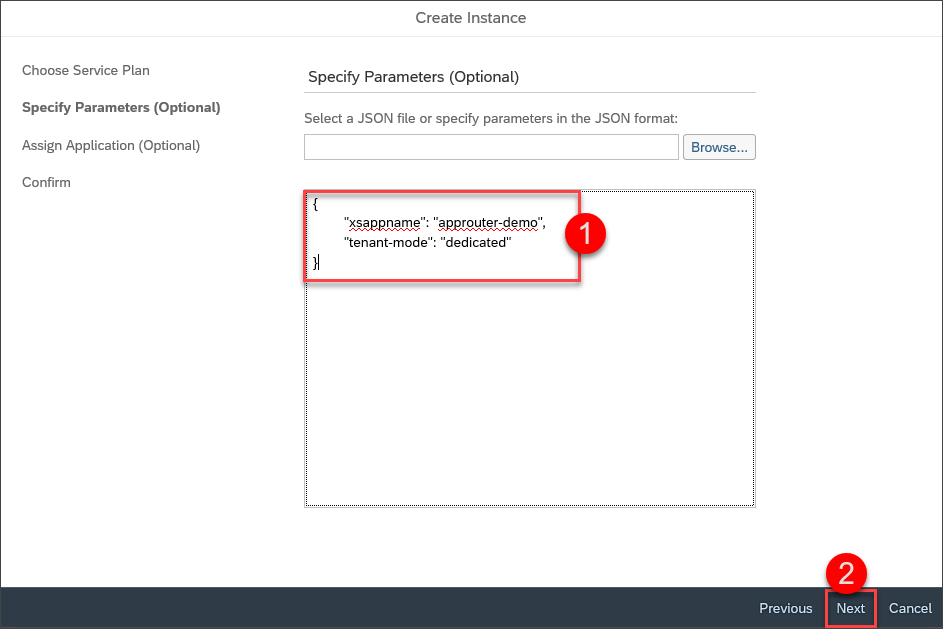 Create Instance
Choose Service Plan
Specify Parameters (Optional)
Assign Application (Optional)
Confirm
Specify Parameters (Optional)
Select a JSON file or specify parameters in the JSON format:
Browse...
{
"xsappname": "approuter-demo",
"tenant-mode": "dedicated"
}
1
2
Previous
Next
Cancel